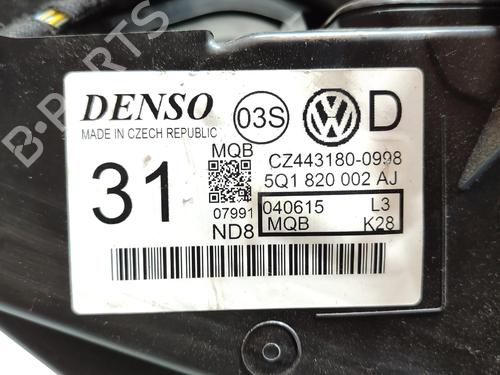 B-PARTS
DENSO
MADE IN CZECH REPUBLIC
03S
VW
D
31
MQB
07991
ND8
CZ443180-0998
5Q1 820 002 AJ
040615 L3
MQB K28